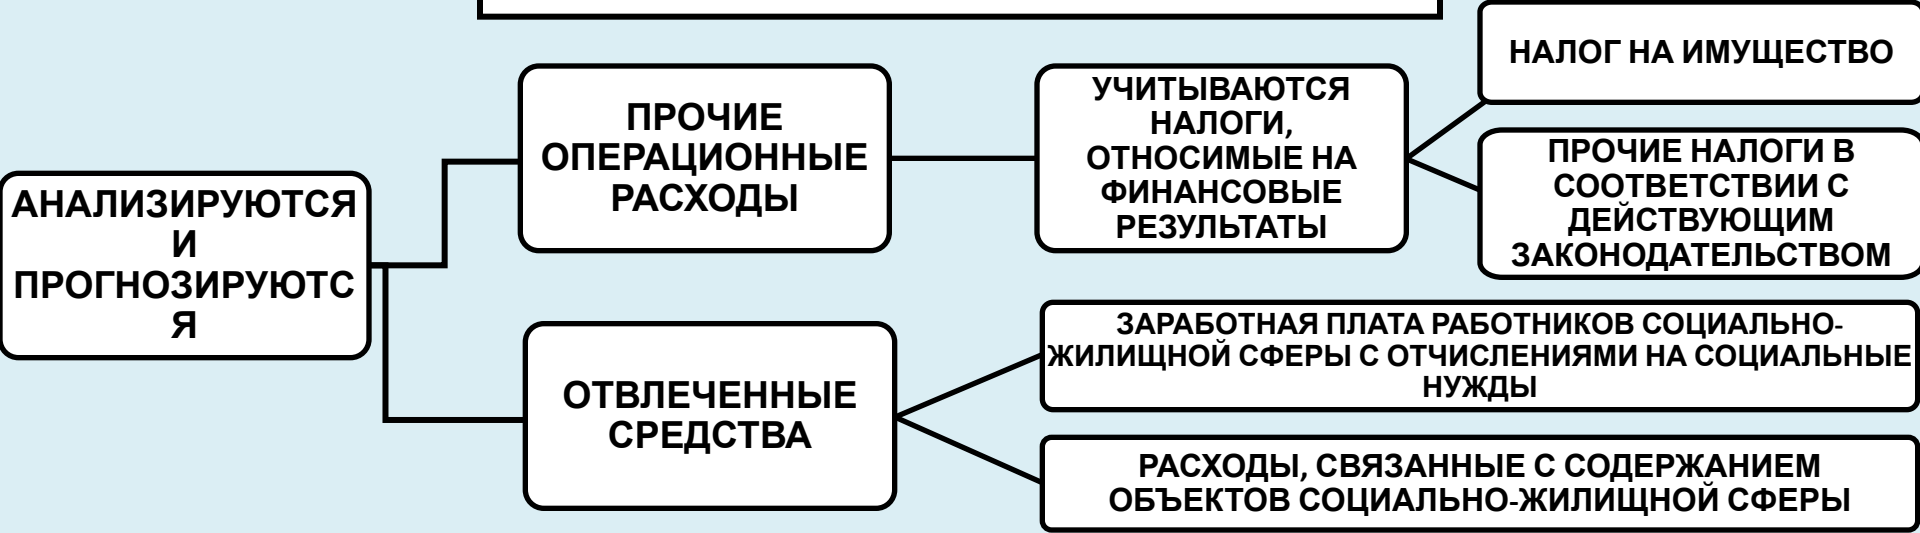 НАЛОГ НА ИМУЩЕСТВО
УЧИТЫВАЮТСЯ
НАЛОГИ,
ОТНОСИМЫЕ НА
ФИНАНСОВЫЕ
РЕЗУЛЬТАТЫ
ПРОЧИЕ
ОПЕРАЦИОННЫЕ
РАСХОДЫ
ПРОЧИЕ НАЛОГИ В
СООТВЕТСТВИИ С
ДЕЙСТВУЮЩИМ
ЗАКОНОДАТЕЛЬСТВОМ
АНАЛИЗИРУЮТСЯ
И
ПРОГНОЗИРУЮТС
Я
ЗАРАБОТНАЯ ПЛАТА РАБОТНИКОВ СОЦИАЛЬНО-
ЖИЛИЩНОЙ СФЕРЫ С ОТЧИСЛЕНИЯМИ НА СОЦИАЛЬНЫЕ
НУЖДЫ
ОТВЛЕЧЕННЫЕ
СРЕДСТВА
РАСХОДЫ, СВЯЗАННЫЕ С СОДЕРЖАНИЕМ
ОБЪЕКТОВ СОЦИАЛЬНО-ЖИЛИЩНОЙ СФЕРЫ